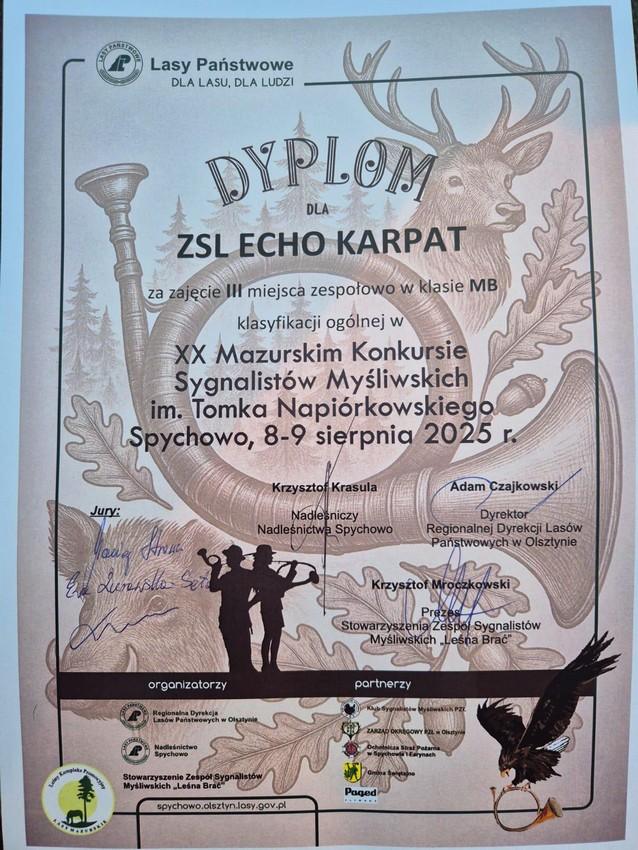 LASY PAŃSTWOWE
Lasy Państwowe
DLA LASU, DLA LUDZI
DYPLOM
DLA
ZSL ECHO KARPAT
za zajęcie III miejsca zespołowo w klasie MB
klasyfikacji ogólnej w
XX Mazurskim Konkursie
Sygnalistów Myśliwskich
im. Tomka Napiórkowskiego
Spychowo, 8-9 sierpnia 2025 r.
Krzysztof Krasula
Nadleśniczy
Nadleśnictwa Spychowo
Adam Czajkowski
Dyrektor
Regionalnej Dyrekcji Lasów
Państwowych w Olsztynie
Jury:
Krzysztof Mroczkowski
Prezes
Stowarzyszenia Zespół Sygnalistów
Myśliwskich „Leśna Brać”
organizatorzy
Regionalna Dyrekcja
Lasów Państwowych w Olsztynie
Nadleśnictwo
Spychowo
Stowarzyszenie Zespół Sygnalistów
Myśliwskich „Leśna Brać”
partnerzy
Klub Sygnalistów Myśliwskich PZŁ
ZARZĄD OKRĘGOWY PZŁ w Olsztynie
Ochotnicza Straż Pożarna
w Spychowie i Farynach
Gmina Świętajno
Paged
Leśny Kompleks Promocyjny
LASY MAZURSKIE
spychowo.olsztyn.lasy.gov.pl